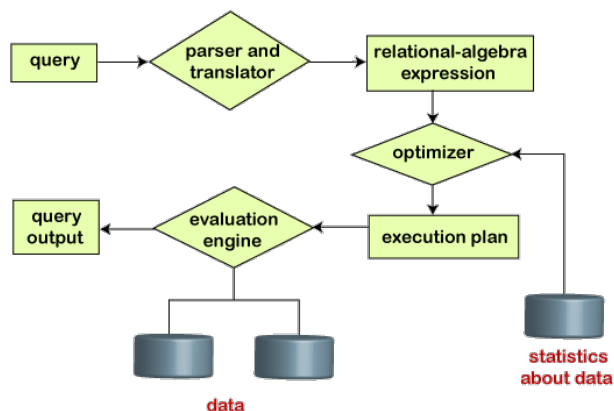 query
parser and
translator
relational-algebra
expression
optimizer
query
output
evaluation
engine
execution plan
statistics
about data
data